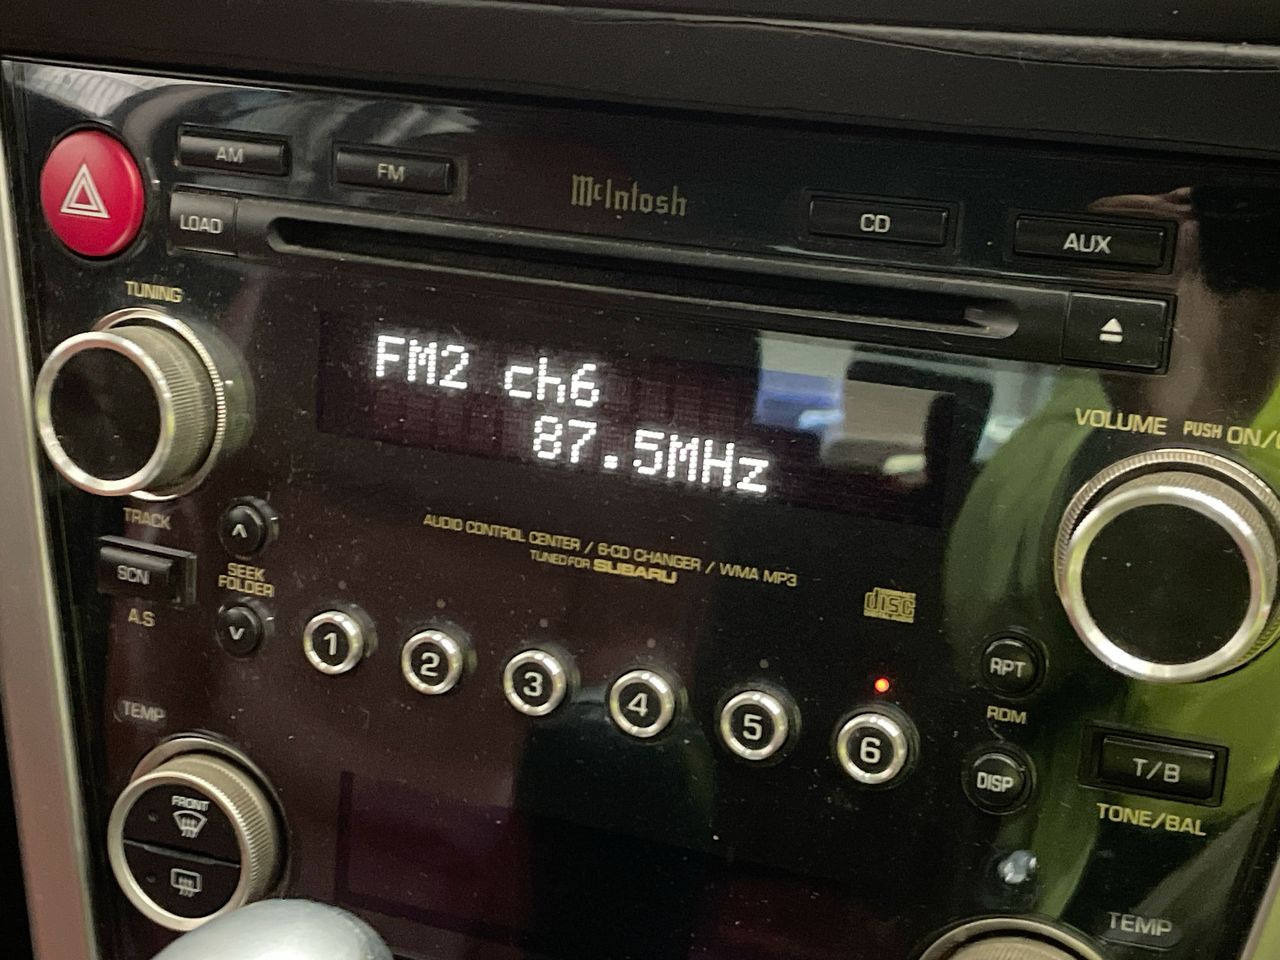 AM
FM
McIntosh
CD
AUX
LOAD
TUNING
FM2 ch6
87.5MHz
VOLUME PUSH ON/
TRACK
SCN
A.S
SEEK
FOLDER
AUDIO CONTROL CENTER / 6-CD CHANGER / WMA MP3
TUNED FOR SUBARU
disc
1
2
3
4
5
6
RPT
RDM
DISP
T/B
TONE/BAL
TEMP
FRONT
TEMP